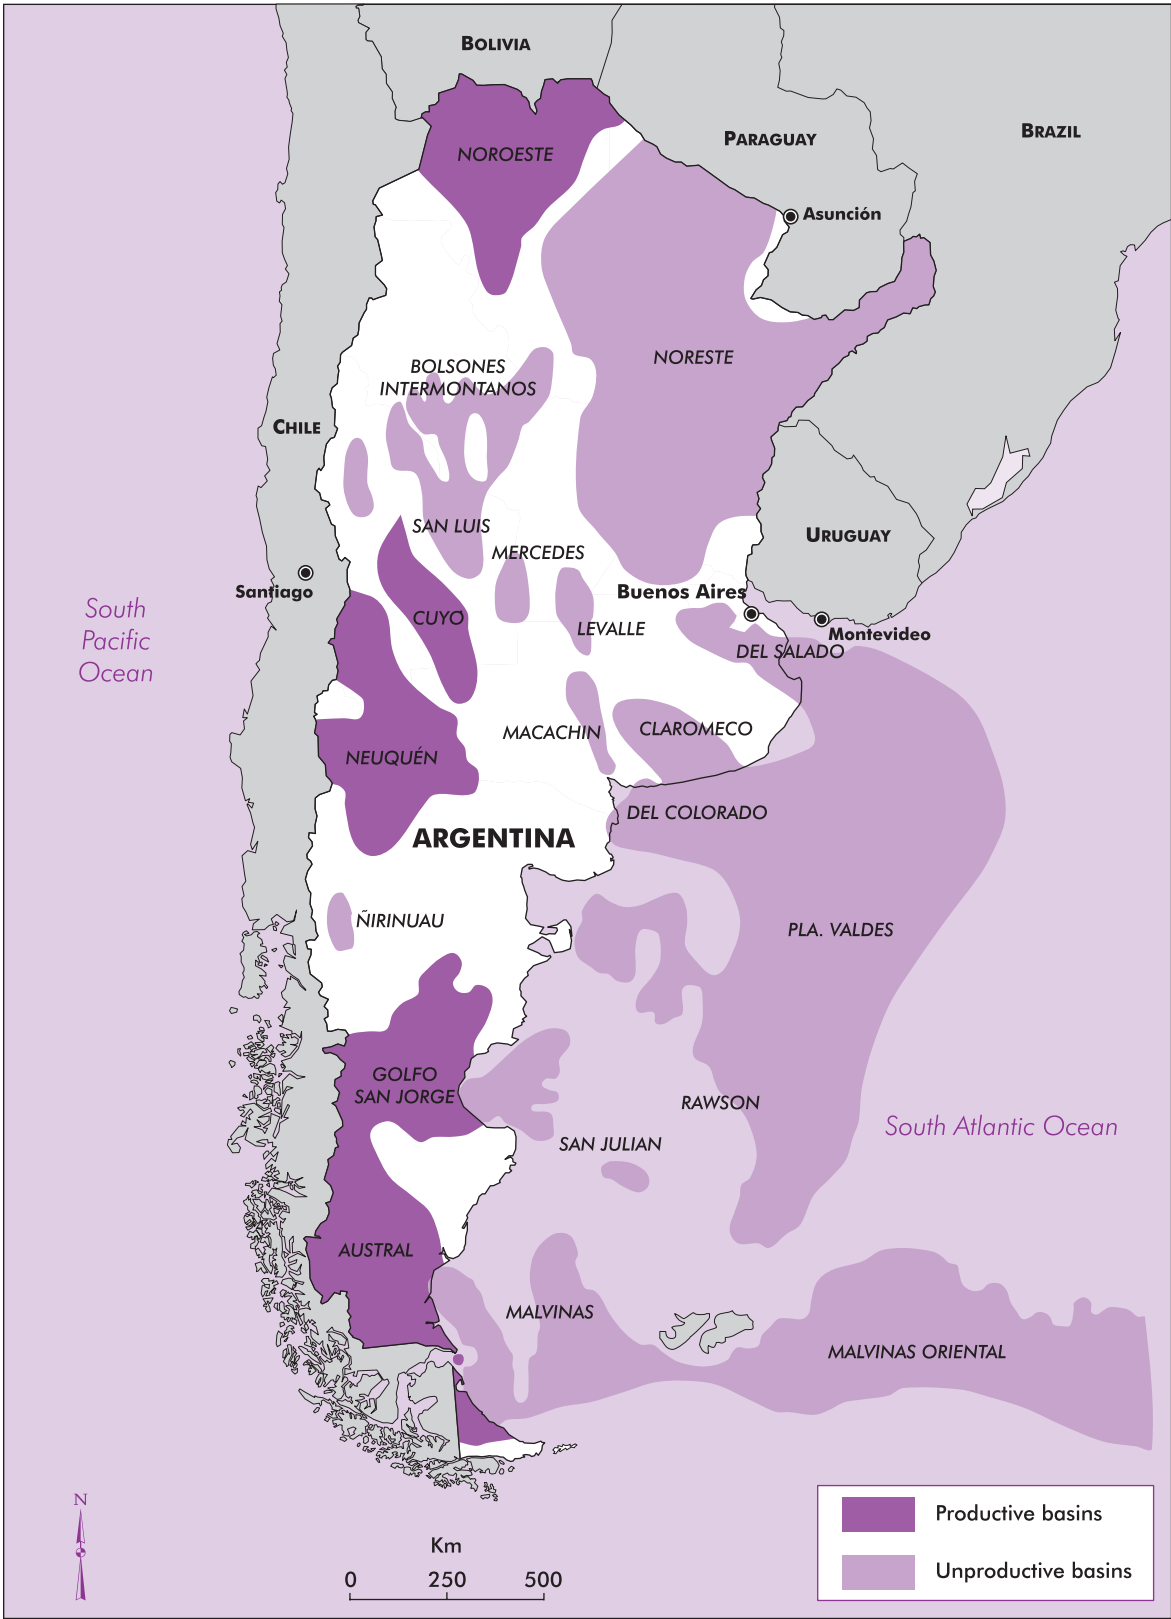 BOLIVIA
BRAZIL
PARAGUAY
NOROESTE
Asunción
NORESTE
BOLSONES
INTERMONTANOS
CHILE
SAN LUIS
URUGUAY
MERCEDES
Santiago
Buenos Aires
South
Pacific
Ocean
CUYO
LEVALLE
Montevideo
DEL SALADO
MACACHIN
CLAROMECO
NEUQUÉN
DEL COLORADO
ARGENTINA
ÑIRINUAU
PLA. VALDES
GOLFO
SAN JORGE
RAWSON
South Atlantic Ocean
SAN JULIAN
AUSTRAL
MALVINAS
MALVINAS ORIENTAL
N
Productive basins
Unproductive basins
Km
0 250 500